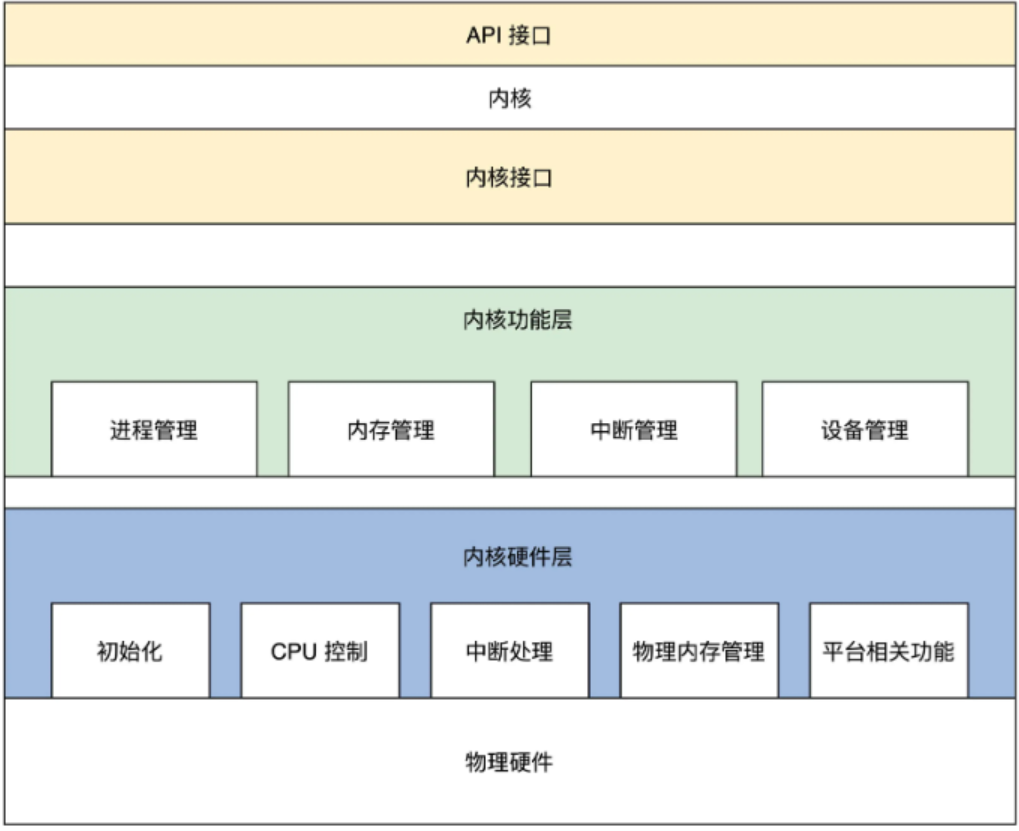 API 接口
内核
内核接口
内核功能层
进程管理 内存管理 中断管理 设备管理
内核硬件层
初始化 CPU 控制 中断处理 物理内存管理 平台相关功能
物理硬件